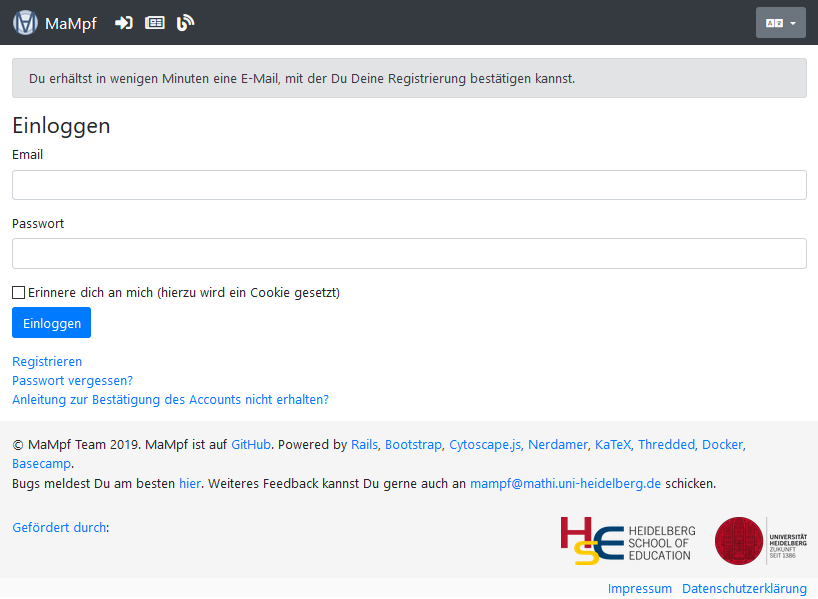 MaMpf
Du erhältst in wenigen Minuten eine E-Mail, mit der Du Deine Registrierung bestätigen kannst.
Einloggen
Email
Passwort
Erinnere dich an mich (hierzu wird ein Cookie gesetzt)
Einloggen
Registrieren
Passwort vergessen?
Anleitung zur Bestätigung des Accounts nicht erhalten?
© MaMpf Team 2019. MaMpf ist auf GitHub. Powered by Rails, Bootstrap, Cytoscape.js, Nerdamer, KaTeX, Thredded, Docker,
Basecamp.
Bugs meldest Du am besten hier. Weiteres Feedback kannst Du gerne auch an mampf@mathi.uni-heidelberg.de schicken.
Gefördert durch:
HSE
HEIDELBERG
SCHOOL OF
EDUCATION
UNIVERSITÄT
HEIDELBERG
ZUKUNFT
SEIT 1386
Impressum Datenschutzerklärung